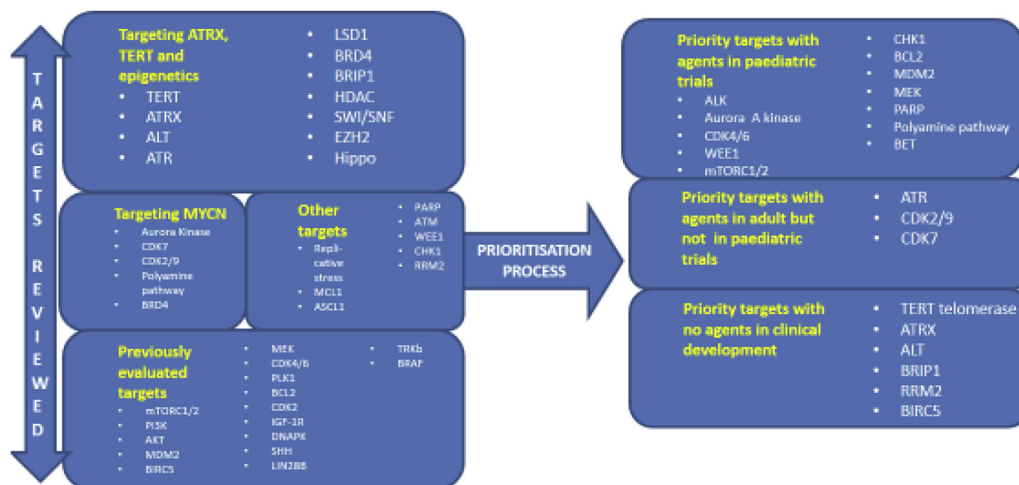 TARGETS REVIEWED
Targeting ATRX,
TERT and
epigenetics
• TERT
• ATRX
• ALT
• ATR
• LSD1
• BRD4
• BRIP1
• HDAC
• SWI/SNF
• EZH2
• Hippo
Targeting MYCN
• Aurora Kinase
• CDK7
• CDK2/9
• Polyamine
pathway
• BRD4
Other
targets
• Repli-
cative
stress
• MCL1
• ASCL1
• PARP
• ATM
• WEE1
• CHK1
• RRM2
Previously
evaluated
targets
• mTORC1/2
• PI3K
• AKT
• MDM2
• BIRC5
• MEK
• CDK4/6
• PLK1
• BCL2
• CDK2
• IGF-1R
• DNAPK
• SHH
• LIN28B
• TRKb
• BRAF
PRIORITISATION
PROCESS
Priority targets with
agents in paediatric
trials
• ALK
• Aurora A kinase
• CDK4/6
• WEE1
• mTORC1/2
• CHK1
• BCL2
• MDM2
• MEK
• PARP
• Polyamine pathway
• BET
Priority targets with
agents in adult but
not in paediatric
trials
• ATR
• CDK2/9
• CDK7
Priority targets with
no agents in clinical
development
• TERT telomerase
• ATRX
• ALT
• BRIP1
• RRM2
• BIRC5